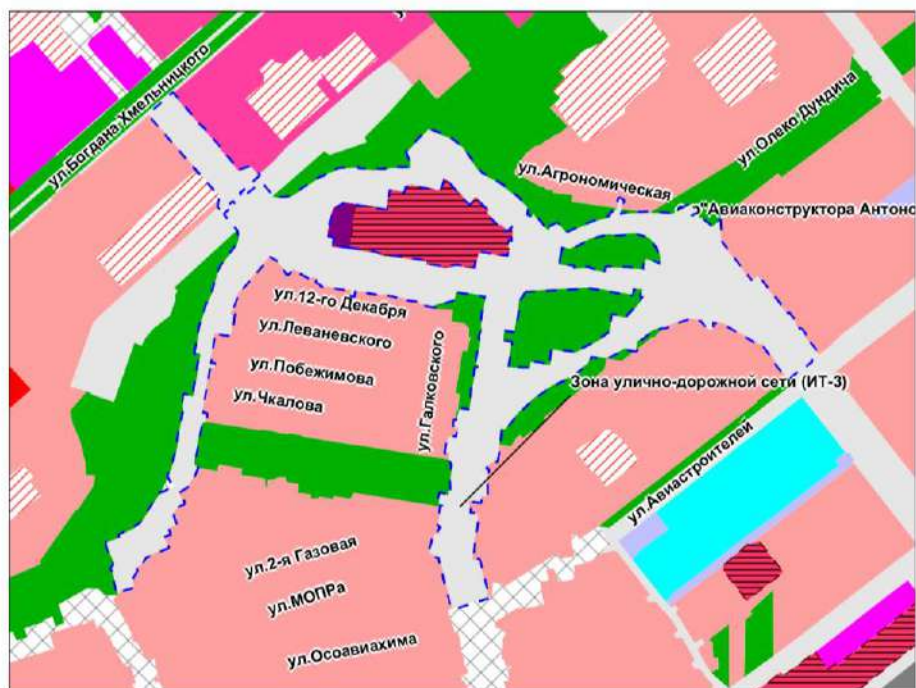 ул.Богдана Хмельницкого
ул.Олеко Дундича
ул.Агрономическая
"Авиаконструктора Антоно
ул.12-го Декабря
ул.Леваневского
ул.Побежимова
ул.Чкалова
ул.Галковского
Зона улично-дорожной сети (ИТ-3)
ул.Авиастроителей
ул.2-я Газовая
ул.МОПРа
ул.Осоавиахима